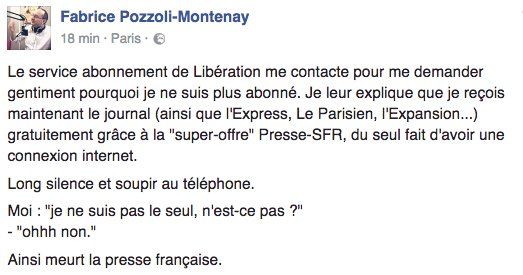 Fabrice Pozzoli-Montenay
18 min · Paris ·
Le service abonnement de Libération me contacte pour me demander
gentiment pourquoi je ne suis plus abonné. Je leur explique que je reçois
maintenant le journal (ainsi que l'Express, Le Parisien, l'Expansion...)
gratuitement grâce à la "super-offre" Presse-SFR, du seul fait d'avoir une
connexion internet.
Long silence et soupir au téléphone.
Moi : "je ne suis pas le seul, n'est-ce pas ?"
- "ohhh non."
Ainsi meurt la presse française.